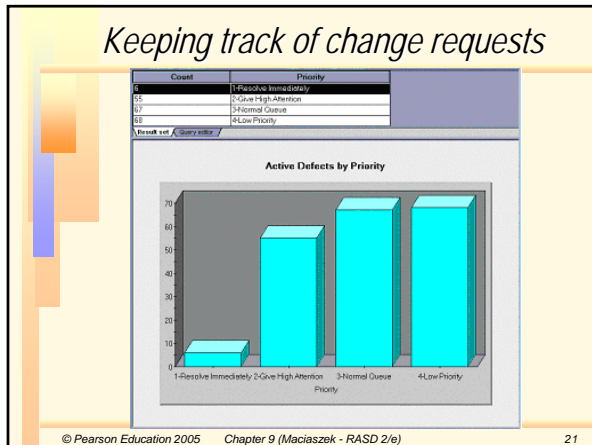 Keeping track of change requests
Count Priority
6 1-Resolve Immediately
55 2-Give High Attention
67 3-Normal Queue
68 4-Low Priority
Result set Query editor
Active Defects by Priority
70
60
50
40
30
20
10
0
1-Resolve Immediately 2-Give High Attention 3-Normal Queue 4-Low Priority
Priority
© Pearson Education 2005 Chapter 9 (Maciaszek - RASD 2/e) 21